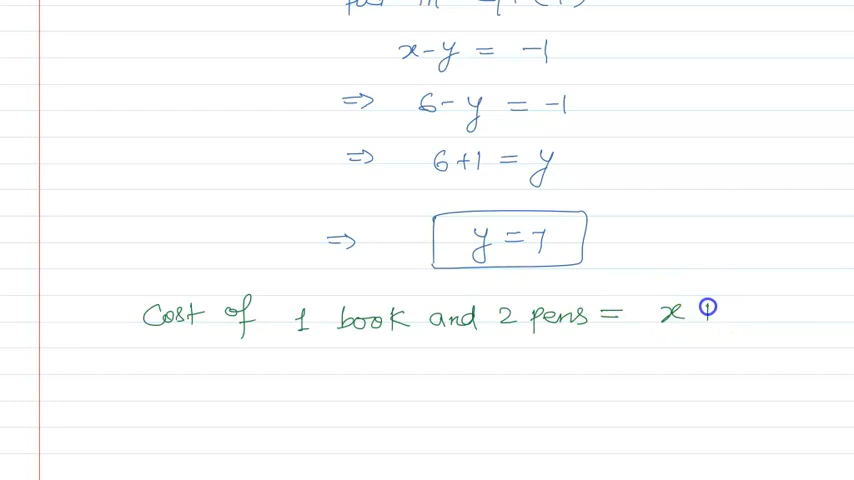 x-y = -1
⇒ 6-y = -1
⇒ 6+1 = y
⇒ y = 7
Cost of 1 book and 2 pens = x